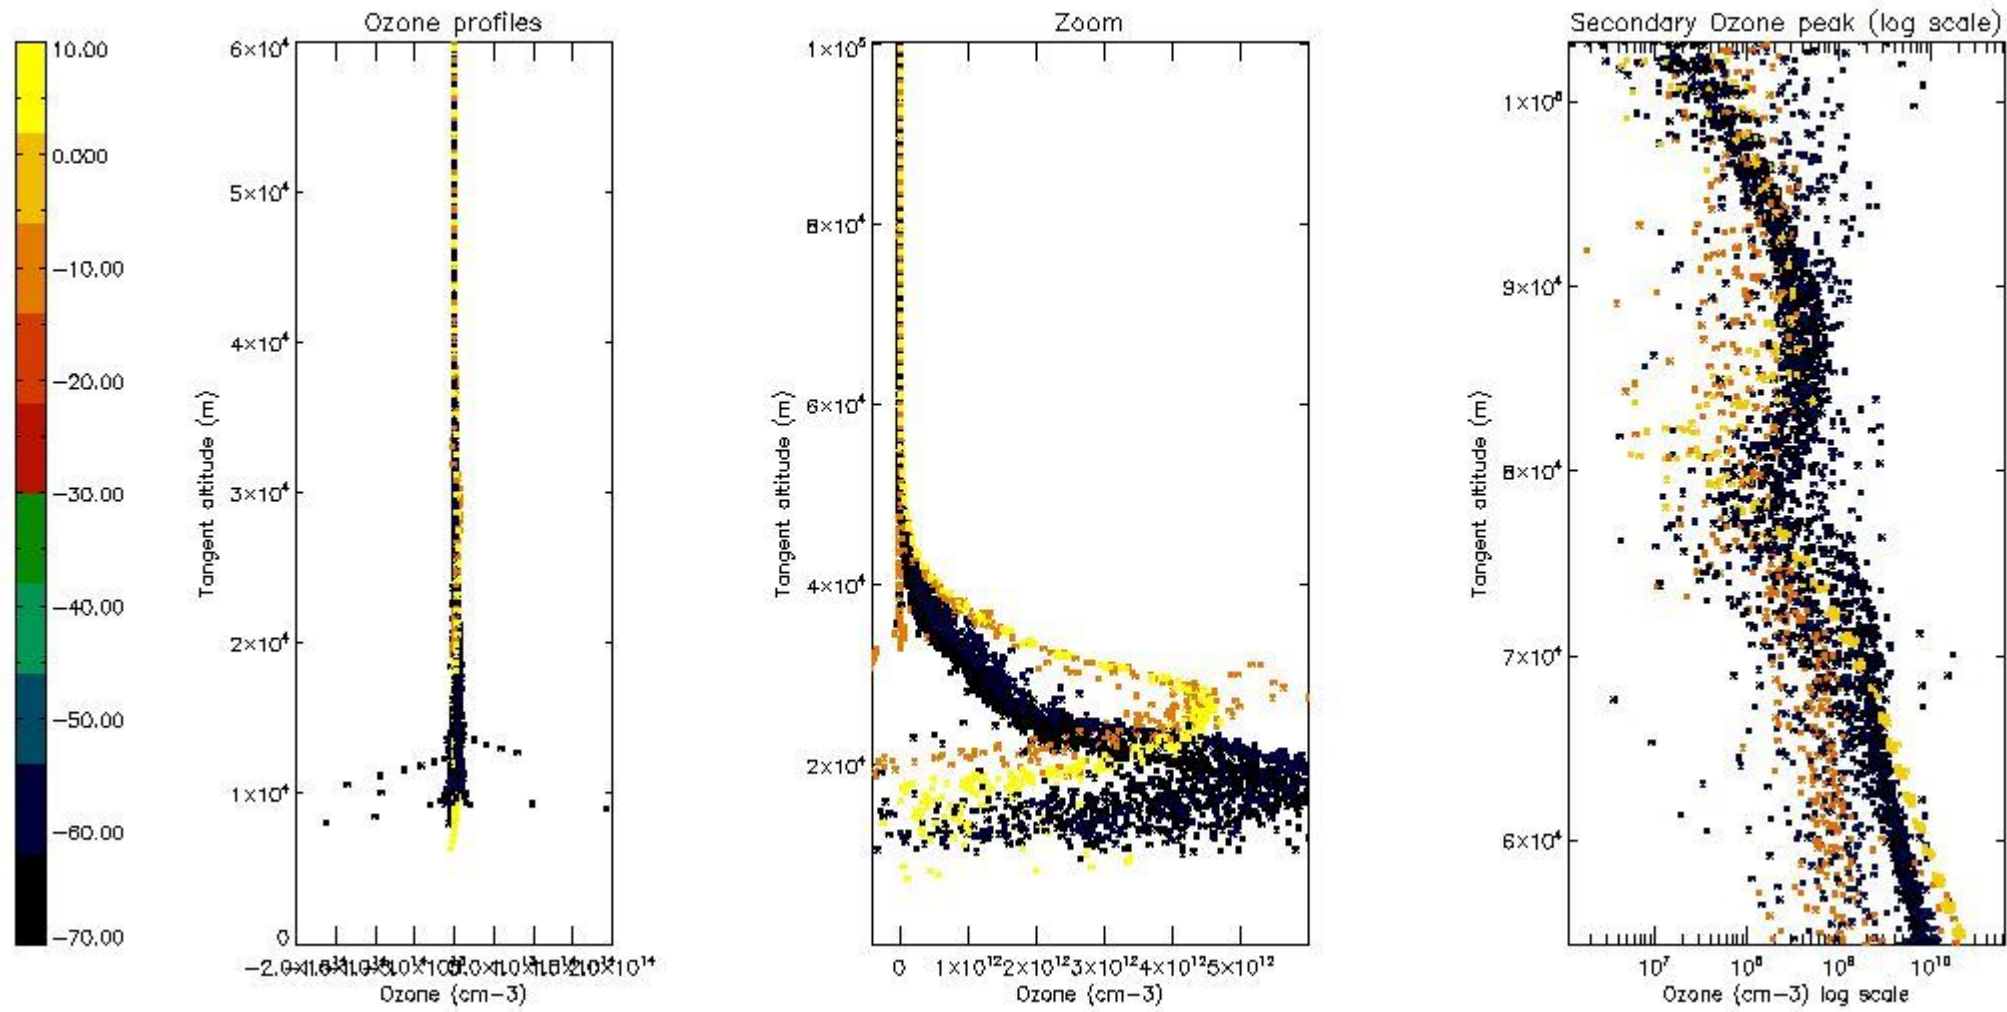 Ozone profiles
Zoom
Secondary Ozone peak (log scale)
10.00
0.000
−10.00
−20.00
−30.00
−40.00
−50.00
−60.00
−70.00
6×10⁴
5×10⁴
4×10⁴
3×10⁴
2×10⁴
1×10⁴
0
Tangent altitude (m)
Ozone (cm−3)
1×10⁵
8×10⁴
6×10⁴
4×10⁴
2×10⁴
Tangent altitude (m)
0 1×10¹² 2×10¹² 3×10¹² 4×10¹² 5×10¹²
Ozone (cm−3)
1×10⁵
9×10⁴
8×10⁴
7×10⁴
6×10⁴
Tangent altitude (m)
10⁷ 10⁸ 10⁹ 10¹⁰
Ozone (cm−3) log scale